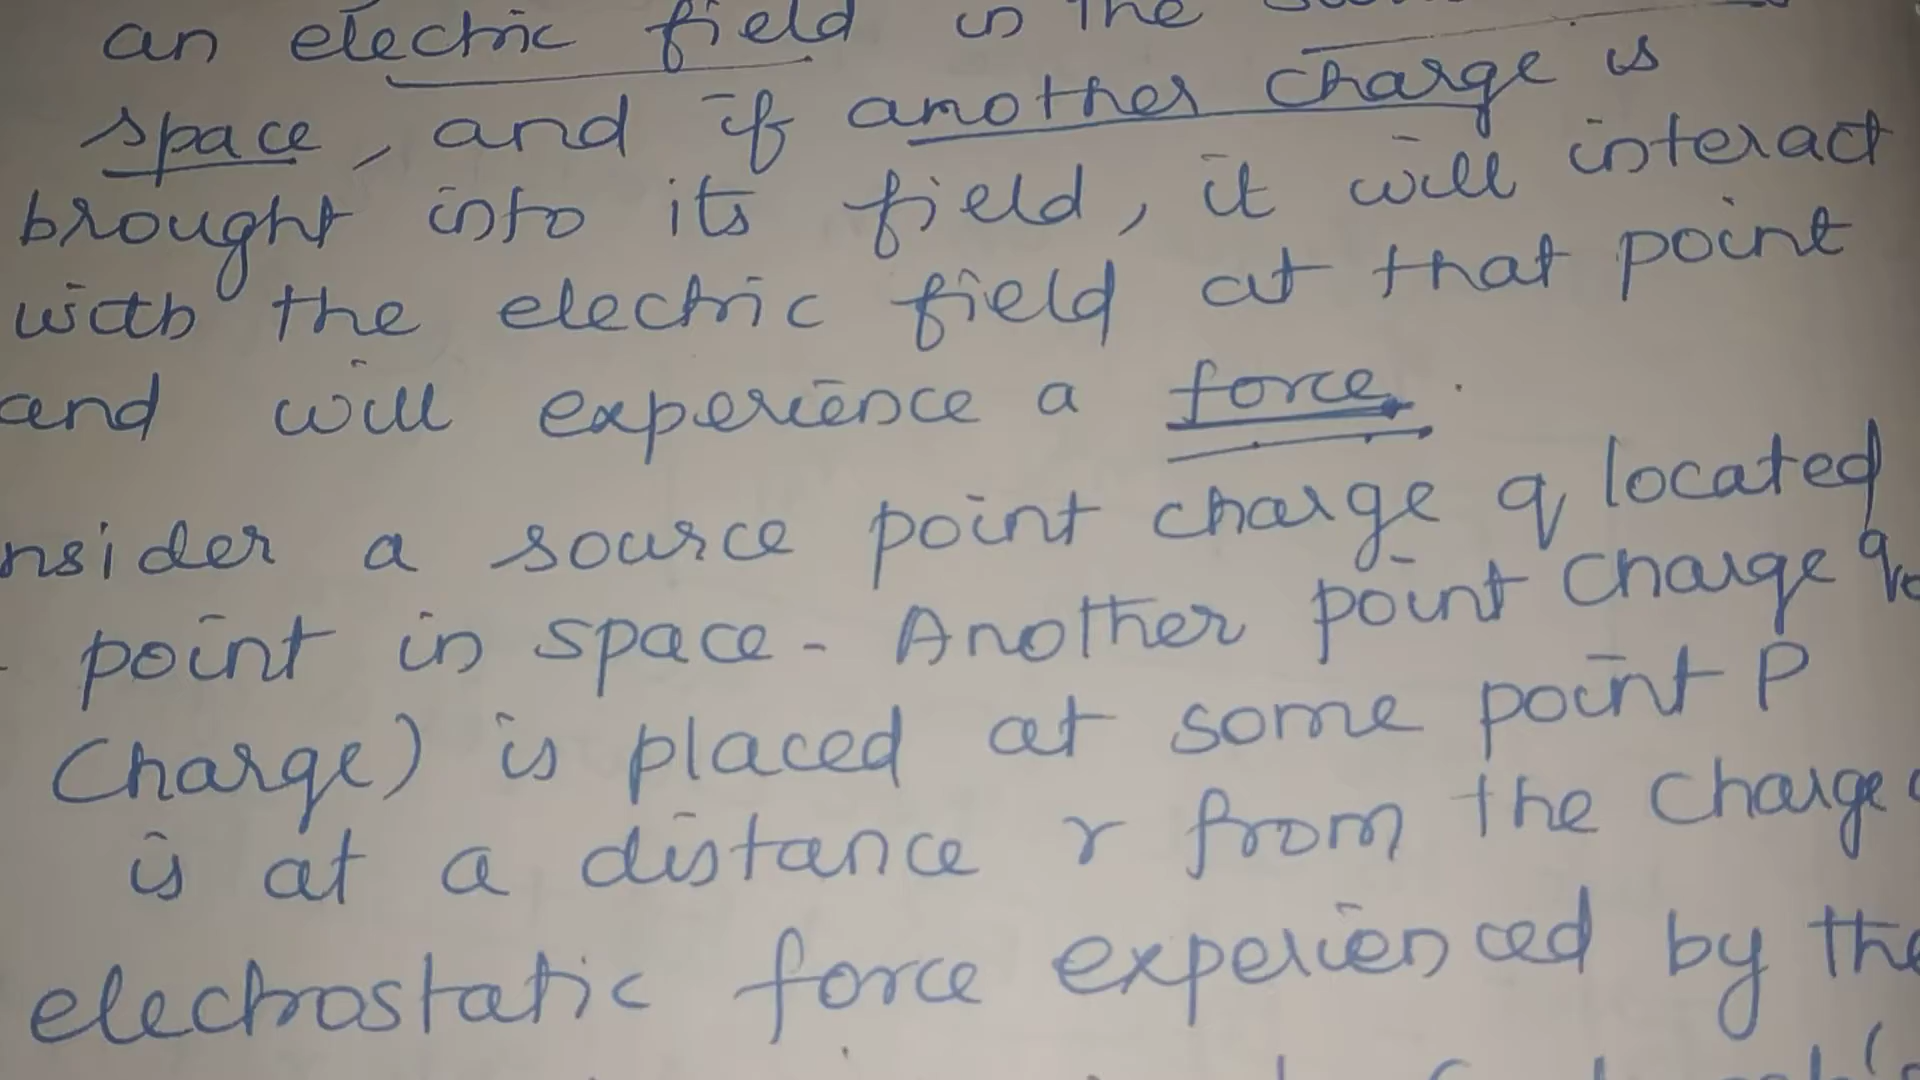 an electric field in the
space, and if another charge is
brought into its field, it will interact
with the electric field at that point
and will experience a force.
nsider a source point charge q located
point in space. Another point charge q₀
Charge) is placed at some point P
is at a distance r from the charge
electrostatic force experienced by the